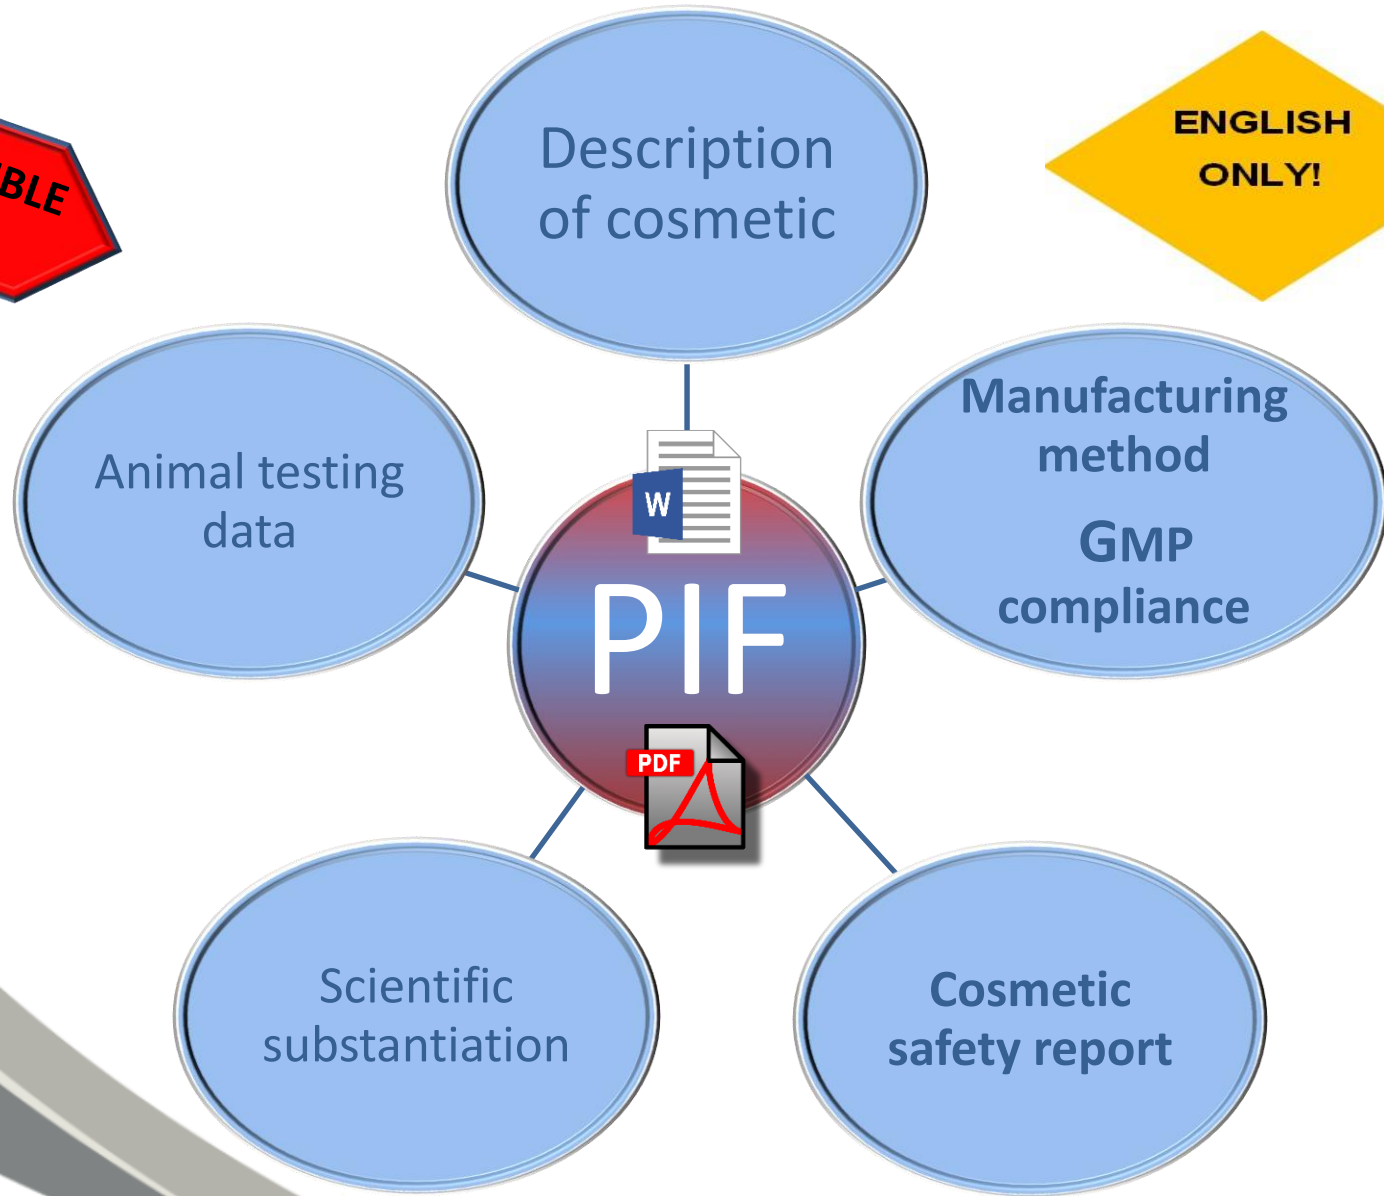 Description
of cosmetic
ENGLISH
ONLY!
Animal testing
data
Manufacturing
method
GMP
compliance
W
PIF
PDF
Scientific
substantiation
Cosmetic
safety report